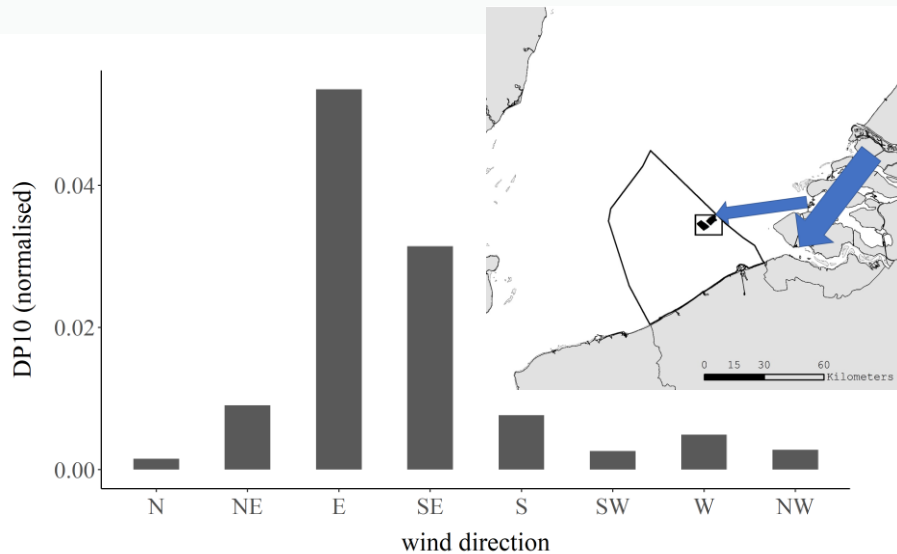 DP10 (normalised)
0.04
0.02
0.00
N NE E SE S SW W NW
wind direction
0 15 30 60
Kilometers